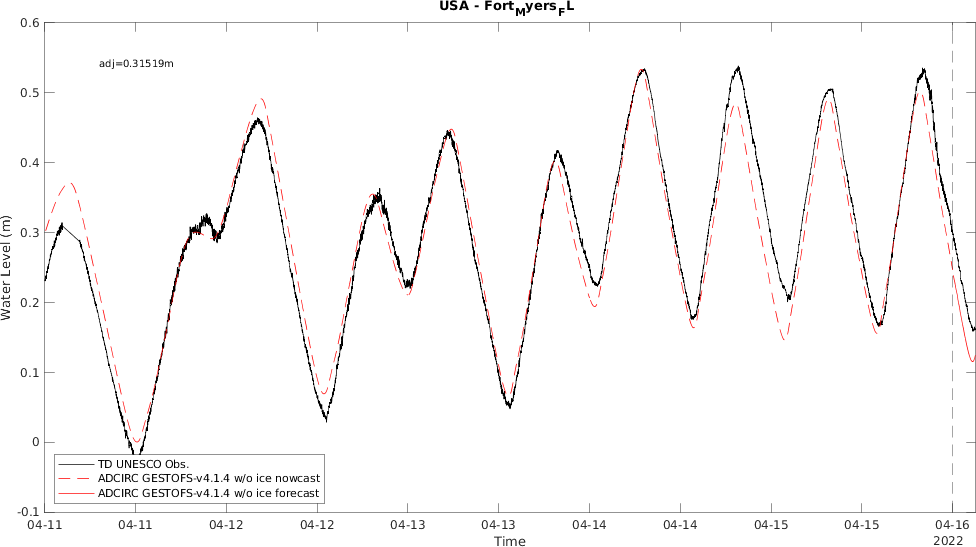 USA - Fort_Myers_FL
adj=0.31519m
0.6
0.5
0.4
0.3
0.2
0.1
0
-0.1
Water Level (m)
TD UNESCO Obs.
ADCIRC GESTOFS-v4.1.4 w/o ice nowcast
ADCIRC GESTOFS-v4.1.4 w/o ice forecast
04-11 04-11 04-12 04-12 04-13 04-13 04-14 04-14 04-15 04-15 04-16
Time
2022